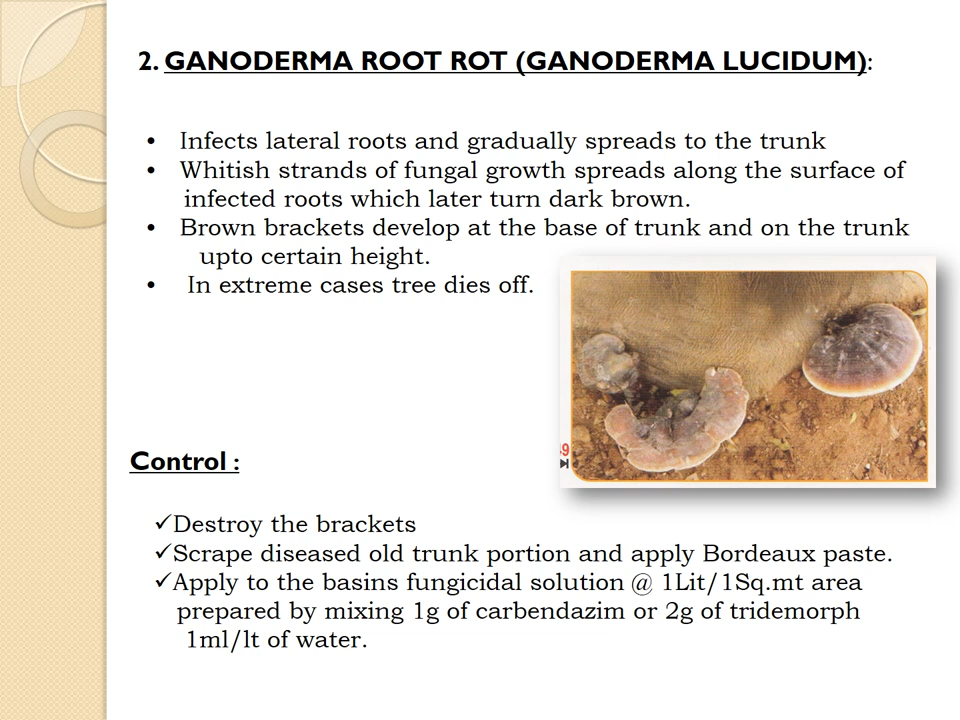 2. GANODERMA ROOT ROT (GANODERMA LUCIDUM):
• Infects lateral roots and gradually spreads to the trunk
• Whitish strands of fungal growth spreads along the surface of
infected roots which later turn dark brown.
• Brown brackets develop at the base of trunk and on the trunk
upto certain height.
• In extreme cases tree dies off.
Control :
✓Destroy the brackets
✓Scrape diseased old trunk portion and apply Bordeaux paste.
✓Apply to the basins fungicidal solution @ 1Lit/1Sq.mt area
prepared by mixing 1g of carbendazim or 2g of tridemorph
1ml/lt of water.